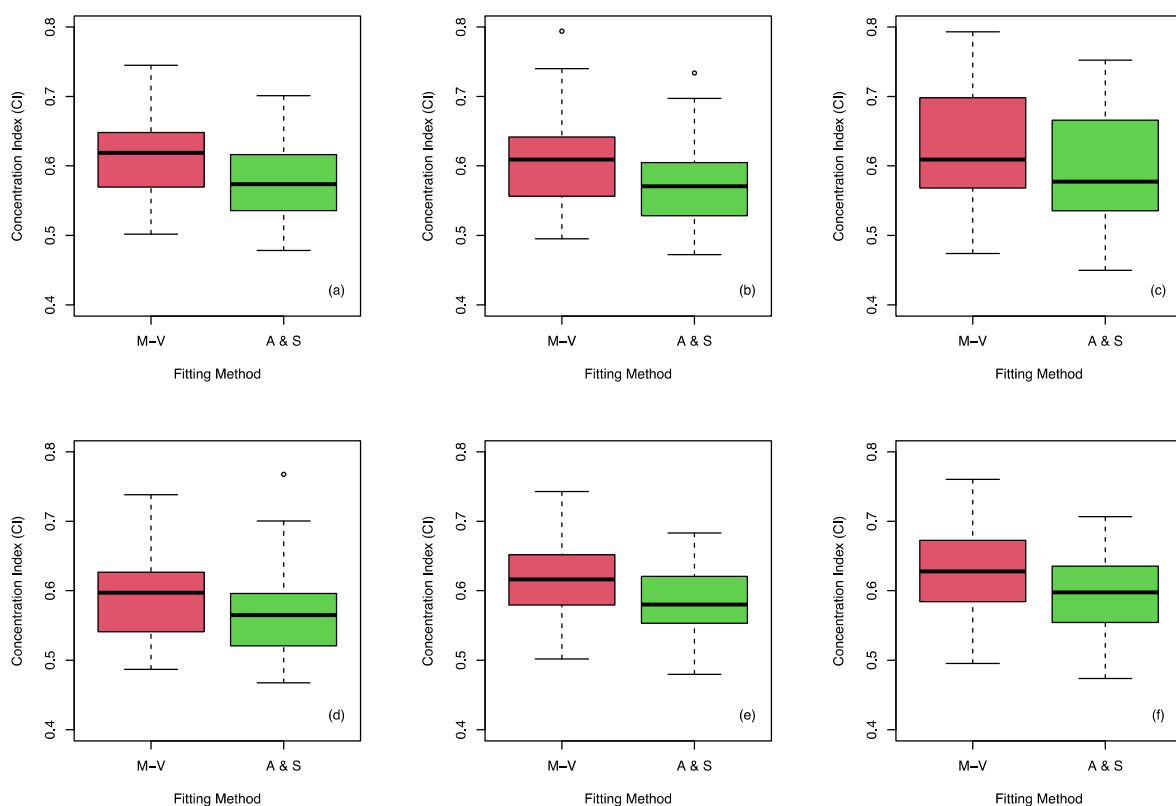 Concentration Index (CI)
0.8
0.7
0.6
0.5
0.4
(a)
M−V A & S
Fitting Method
Concentration Index (CI)
0.8
0.7
0.6
0.5
0.4
(b)
M−V A & S
Fitting Method
Concentration Index (CI)
0.8
0.7
0.6
0.5
0.4
(c)
M−V A & S
Fitting Method
Concentration Index (CI)
0.8
0.7
0.6
0.5
0.4
(d)
M−V A & S
Fitting Method
Concentration Index (CI)
0.8
0.7
0.6
0.5
0.4
(e)
M−V A & S
Fitting Method
Concentration Index (CI)
0.8
0.7
0.6
0.5
0.4
(f)
M−V A & S
Fitting Method